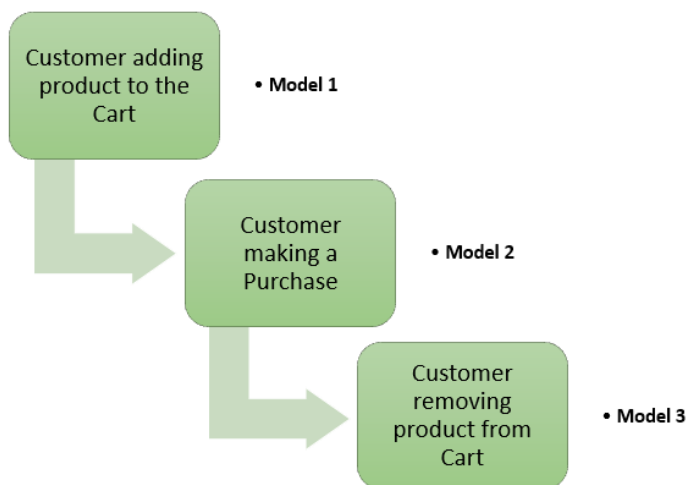 Customer adding
product to the
Cart
• Model 1
Customer
making a
Purchase
• Model 2
Customer
removing
product from
Cart
• Model 3